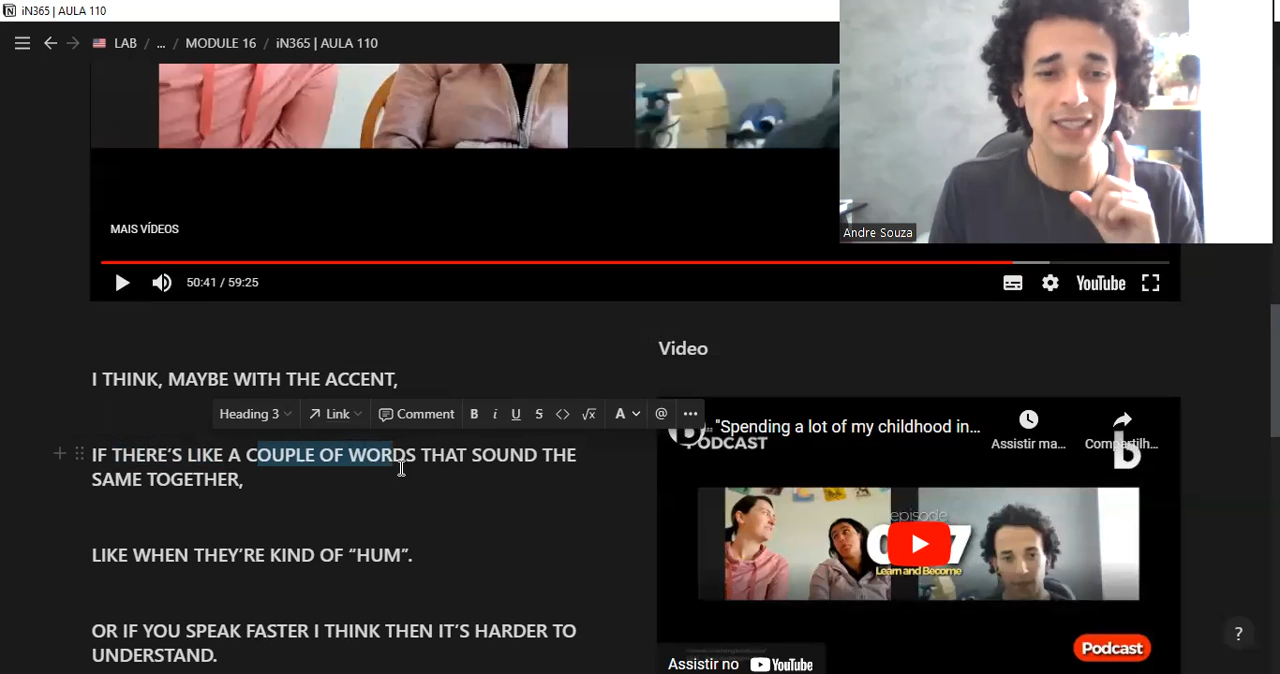 iN365 | AULA 110
LAB / ... / MODULE 16 / iN365 | AULA 110
Andre Souza
MAIS VÍDEOS
50:41 / 59:25
YouTube
I THINK, MAYBE WITH THE ACCENT,
Heading 3
Link
Comment
B i U S <> √x A @ •••
IF THERE'S LIKE A COUPLE OF WORDS THAT SOUND THE
SAME TOGETHER,
LIKE WHEN THEY'RE KIND OF “HUM”.
OR IF YOU SPEAK FASTER I THINK THEN IT'S HARDER TO
UNDERSTAND.
Video
"Spending a lot of my childhood in...
PODCAST
Assistir ma...
Compartilh...
b
episode
Learn and Become
Podcast
Assistir no YouTube
?